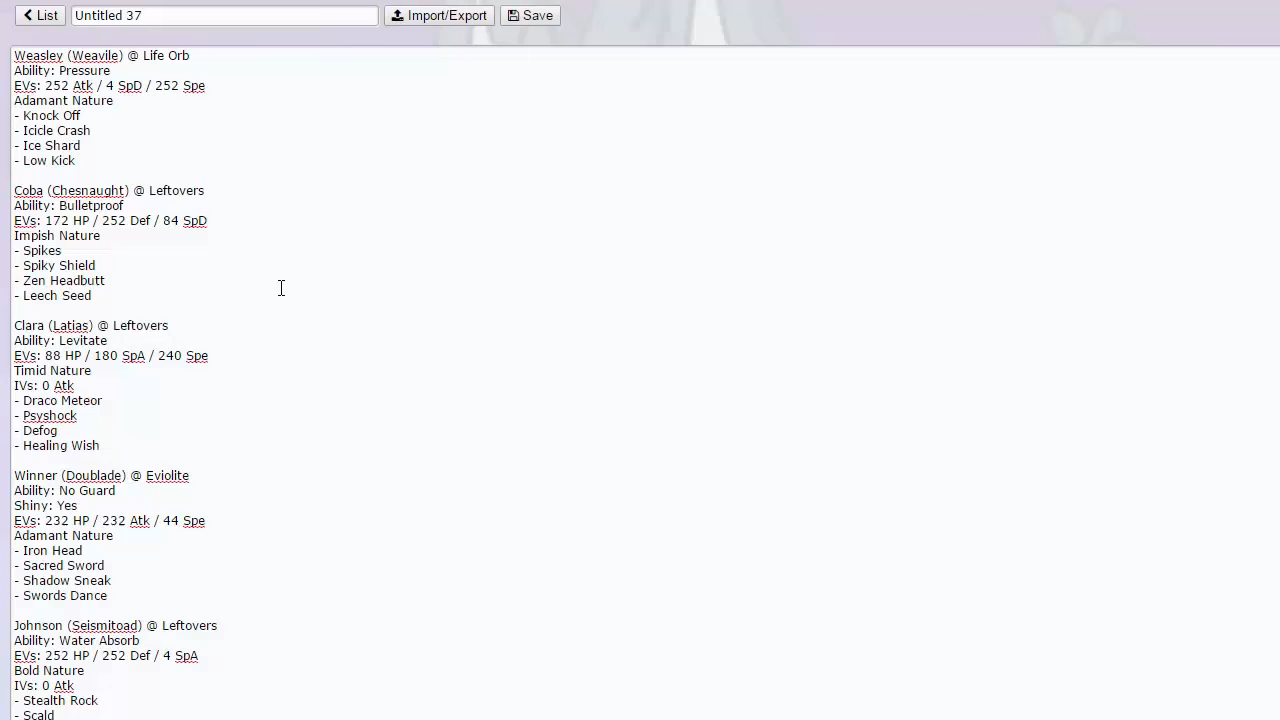 List
Untitled 37
Import/Export
Save
Weasley (Weavile) @ Life Orb
Ability: Pressure
EVs: 252 Atk / 4 SpD / 252 Spe
Adamant Nature
- Knock Off
- Icicle Crash
- Ice Shard
- Low Kick
Coba (Chesnaught) @ Leftovers
Ability: Bulletproof
EVs: 172 HP / 252 Def / 84 SpD
Impish Nature
- Spikes
- Spiky Shield
- Zen Headbutt
- Leech Seed
Clara (Latias) @ Leftovers
Ability: Levitate
EVs: 88 HP / 180 SpA / 240 Spe
Timid Nature
IVs: 0 Atk
- Draco Meteor
- Psyshock
- Defog
- Healing Wish
Winner (Doublade) @ Eviolite
Ability: No Guard
Shiny: Yes
EVs: 232 HP / 232 Atk / 44 Spe
Adamant Nature
- Iron Head
- Sacred Sword
- Shadow Sneak
- Swords Dance
Johnson (Seismitoad) @ Leftovers
Ability: Water Absorb
EVs: 252 HP / 252 Def / 4 SpA
Bold Nature
IVs: 0 Atk
- Stealth Rock
- Scald